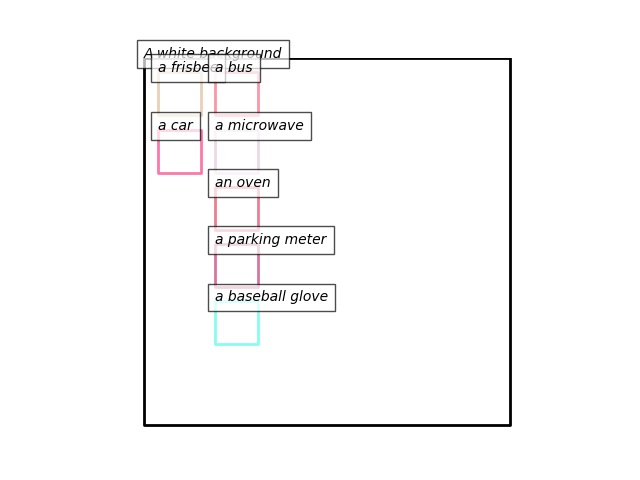 A white background
a frisbee
a bus
a car
a microwave
an oven
a parking meter
a baseball glove